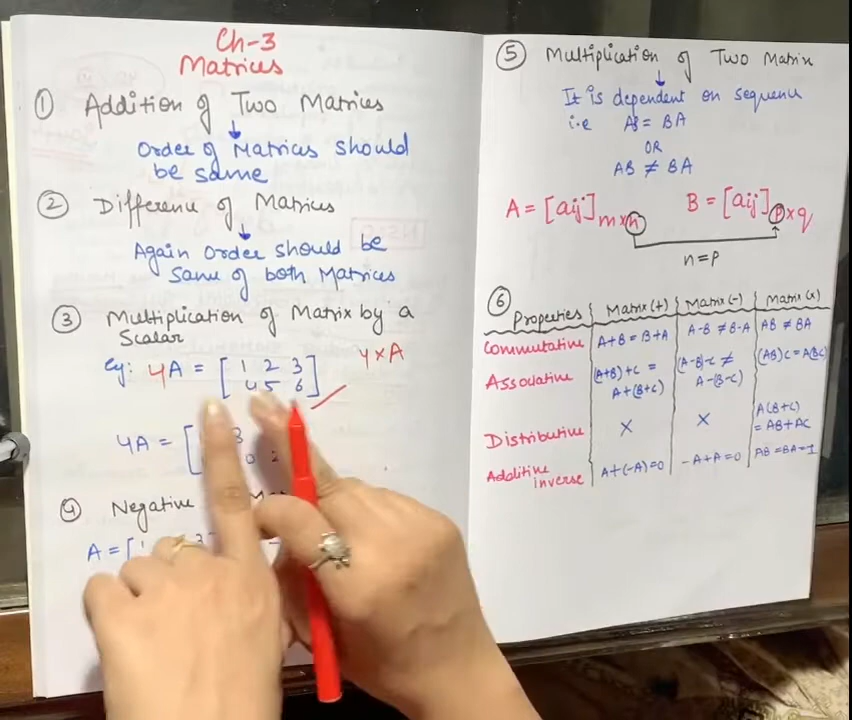 Ch-3
Matrices
① Addition of Two Matrices
↓
Order of Matrices should
be same
② Difference of Matrices
↓
Again order should be
Same of both Matrices
③ Multiplication of Matrix by a
Scalar
eg: 4A = [ 1 2 3
4 5 6 ]
4×A
4A = [
④ Negative
A = [ 1
⑤ Multiplication of Two Matrix
↓
It is dependent on sequence
i.e AB = BA
OR
AB ≠ BA
A = [aij] m×n B = [aij] p×q
n=p
⑥ Properties Matrix(+) Matrix(-) Matrix(x)
Commutative A+B = B+A A-B ≠ B-A AB ≠ BA
Associative (A+B)+C = A+(B+C) (A-B)-C ≠ A-(B-C) (AB)C = A(BC)
Distributive × × A(B+C) = AB+AC
Additive inverse A+(-A)=0 -A+A=0 AB=BA=1